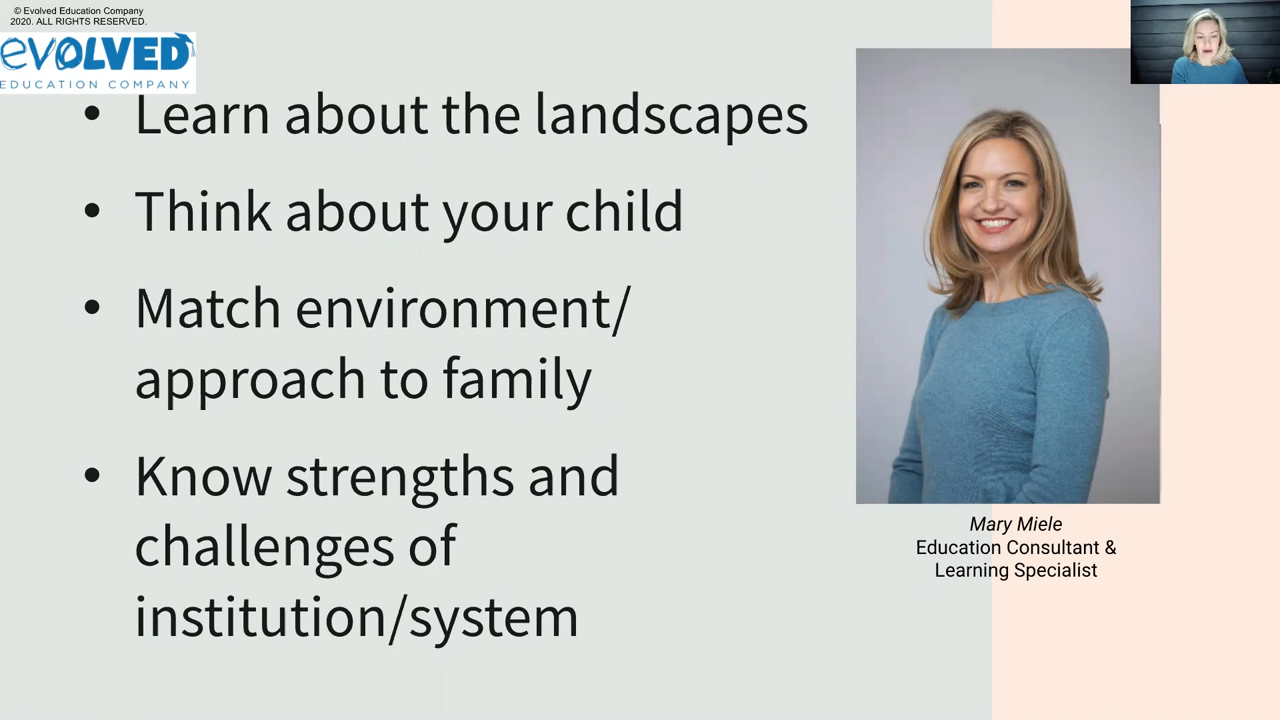 © Evolved Education Company
2020. ALL RIGHTS RESERVED.
evOLVED
EDUCATION COMPANY
• Learn about the landscapes
• Think about your child
• Match environment/
approach to family
• Know strengths and
challenges of
institution/system
Mary Miele
Education Consultant &
Learning Specialist